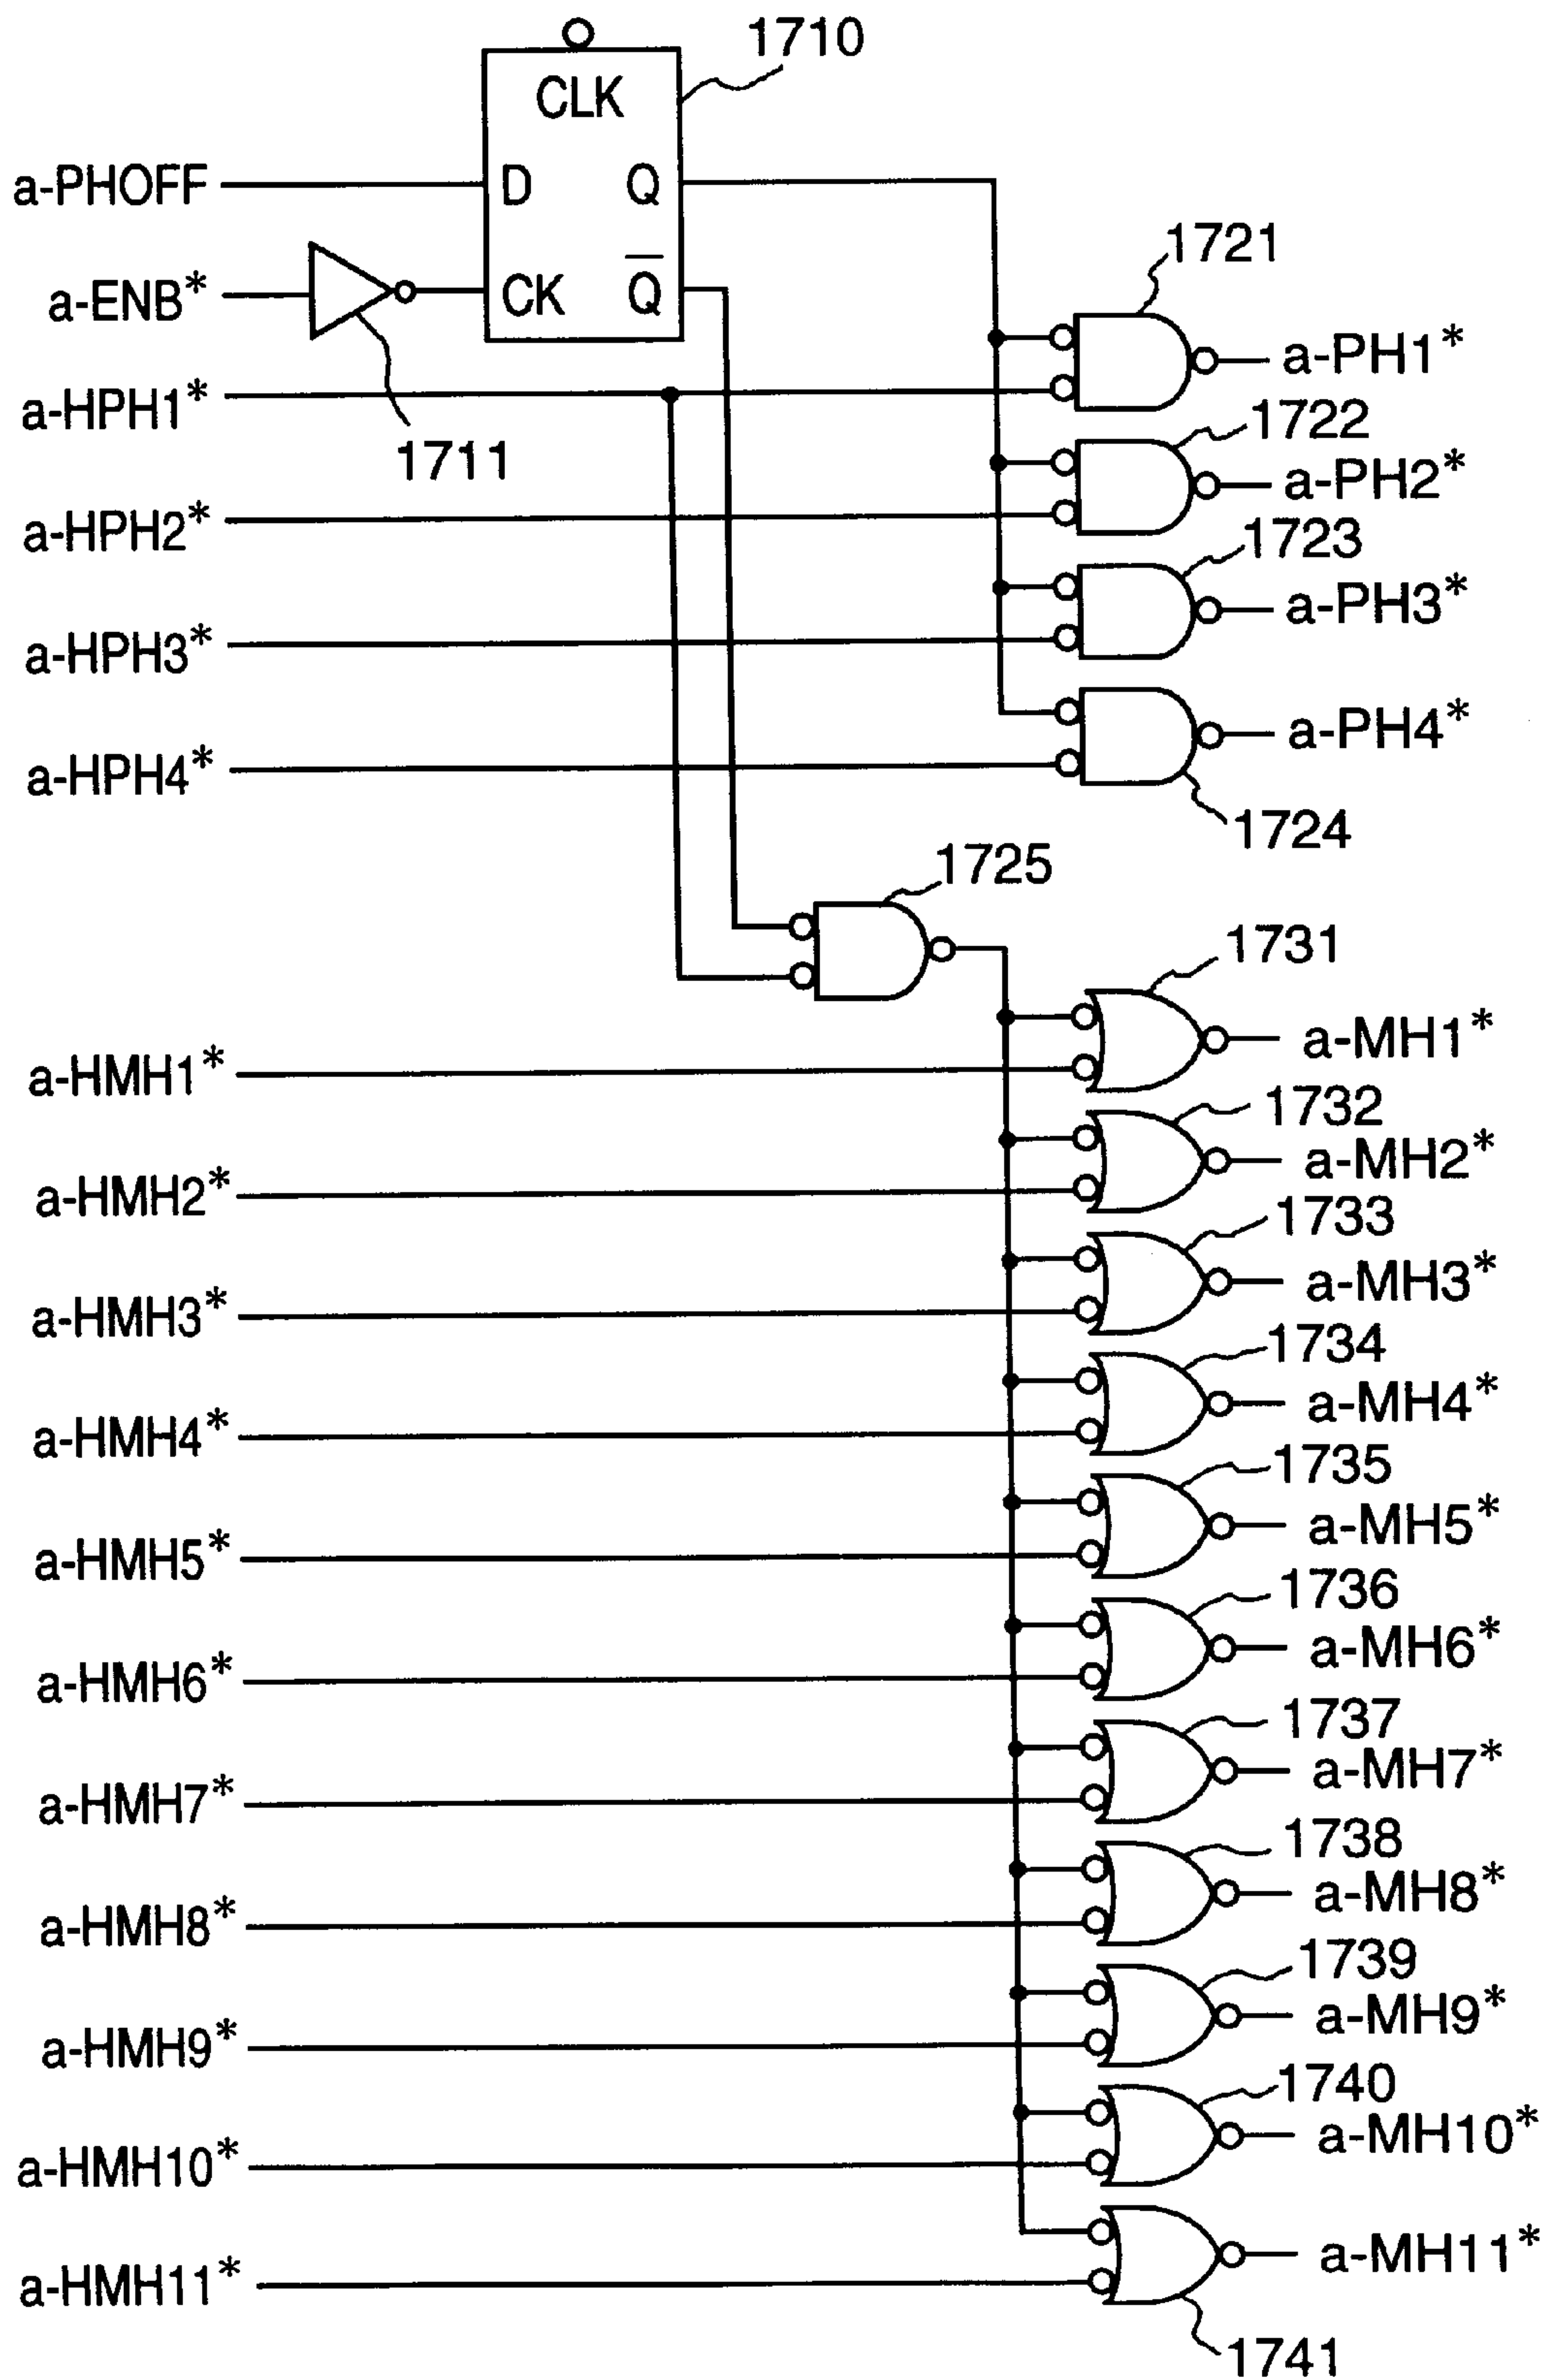 1710
CLK
a-PHOFF
D
Q
a-ENB*
CK
Q̅
1721
a-PH1*
a-HPH1*
1711
1722
a-PH2*
a-HPH2*
1723
a-PH3*
a-HPH3*
a-PH4*
a-HPH4*
1724
1725
1731
a-MH1*
a-HMH1*
1732
a-MH2*
a-HMH2*
1733
a-MH3*
a-HMH3*
1734
a-MH4*
a-HMH4*
1735
a-MH5*
a-HMH5*
1736
a-MH6*
a-HMH6*
1737
a-MH7*
a-HMH7*
1738
a-MH8*
a-HMH8*
1739
a-MH9*
a-HMH9*
1740
a-MH10*
a-HMH10*
a-MH11*
a-HMH11*
1741